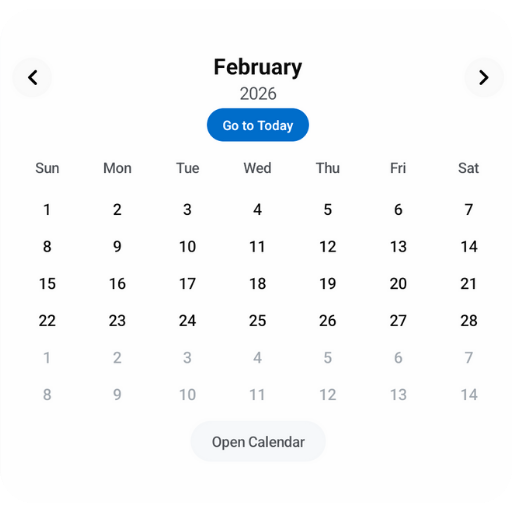 February
2026
Go to Today
Sun Mon Tue Wed Thu Fri Sat
1 2 3 4 5 6 7
8 9 10 11 12 13 14
15 16 17 18 19 20 21
22 23 24 25 26 27 28
1 2 3 4 5 6 7
8 9 10 11 12 13 14
Open Calendar